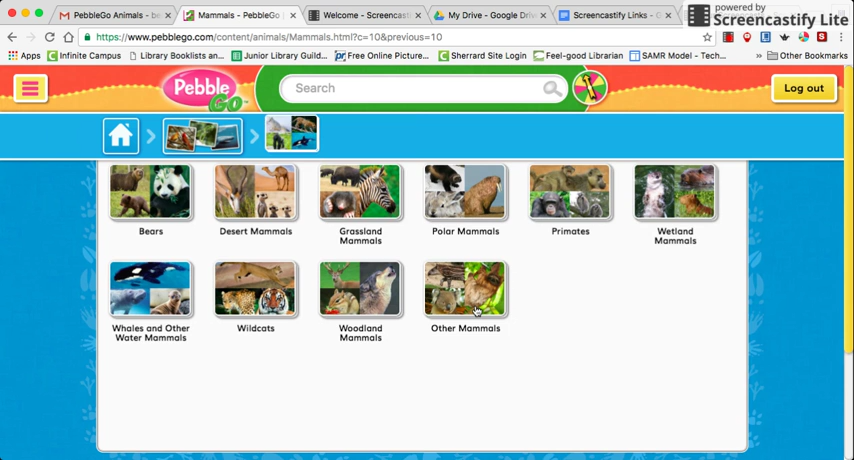 powered by
Screencastify Lite
PebbleGo Animals - be
Mammals - PebbleGo
Welcome - Screencast
My Drive - Google Driv
Screencastify Links - G
https://www.pebblego.com/content/animals/Mammals.html?c=10&previous=10
Apps
Infinite Campus
Library Booklists an...
Junior Library Guild...
Free Online Picture...
Sherrard Site Login
Feel-good Librarian
SAMR Model - Tech...
» Other Bookmarks
Pebble
Go
Search
Log out
Bears
Desert Mammals
Grassland
Mammals
Polar Mammals
Primates
Wetland
Mammals
Whales and Other
Water Mammals
Wildcats
Woodland
Mammals
Other Mammals